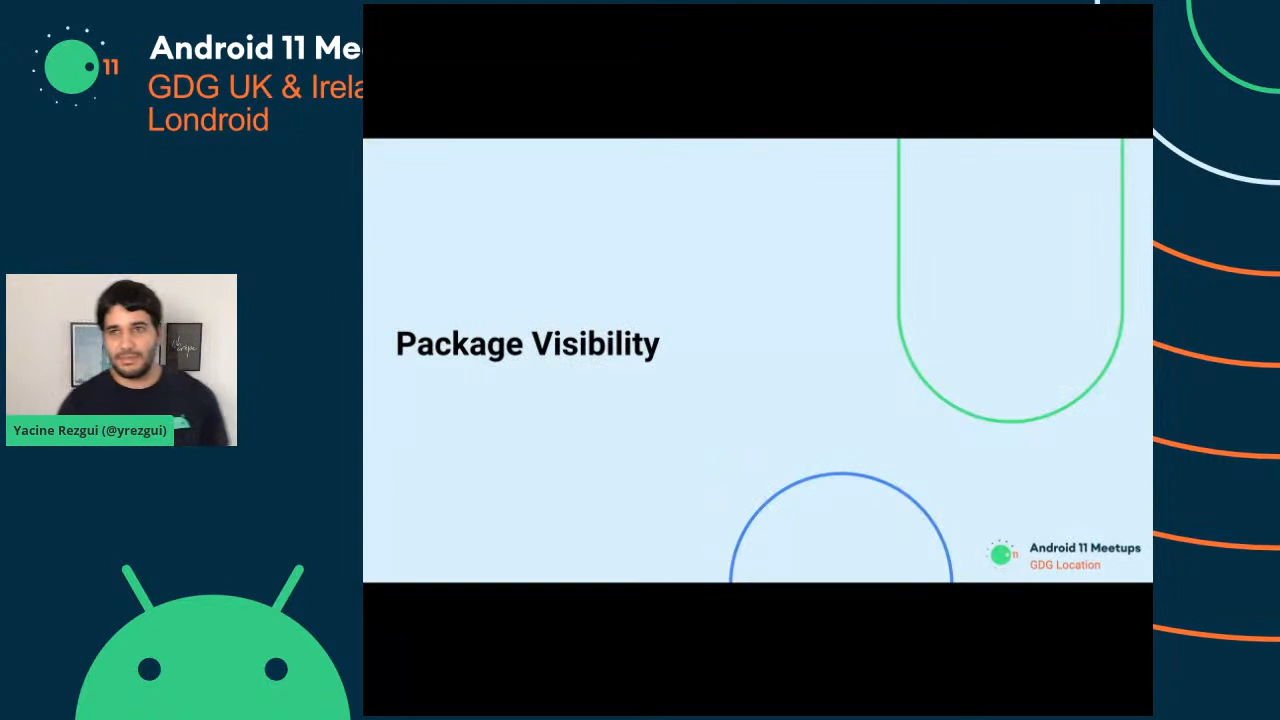 Android 11 Me
GDG UK & Irela
Londroid
11
Package Visibility
Yacine Rezgui (@yrezgui)
Android 11 Meetups
GDG Location
11